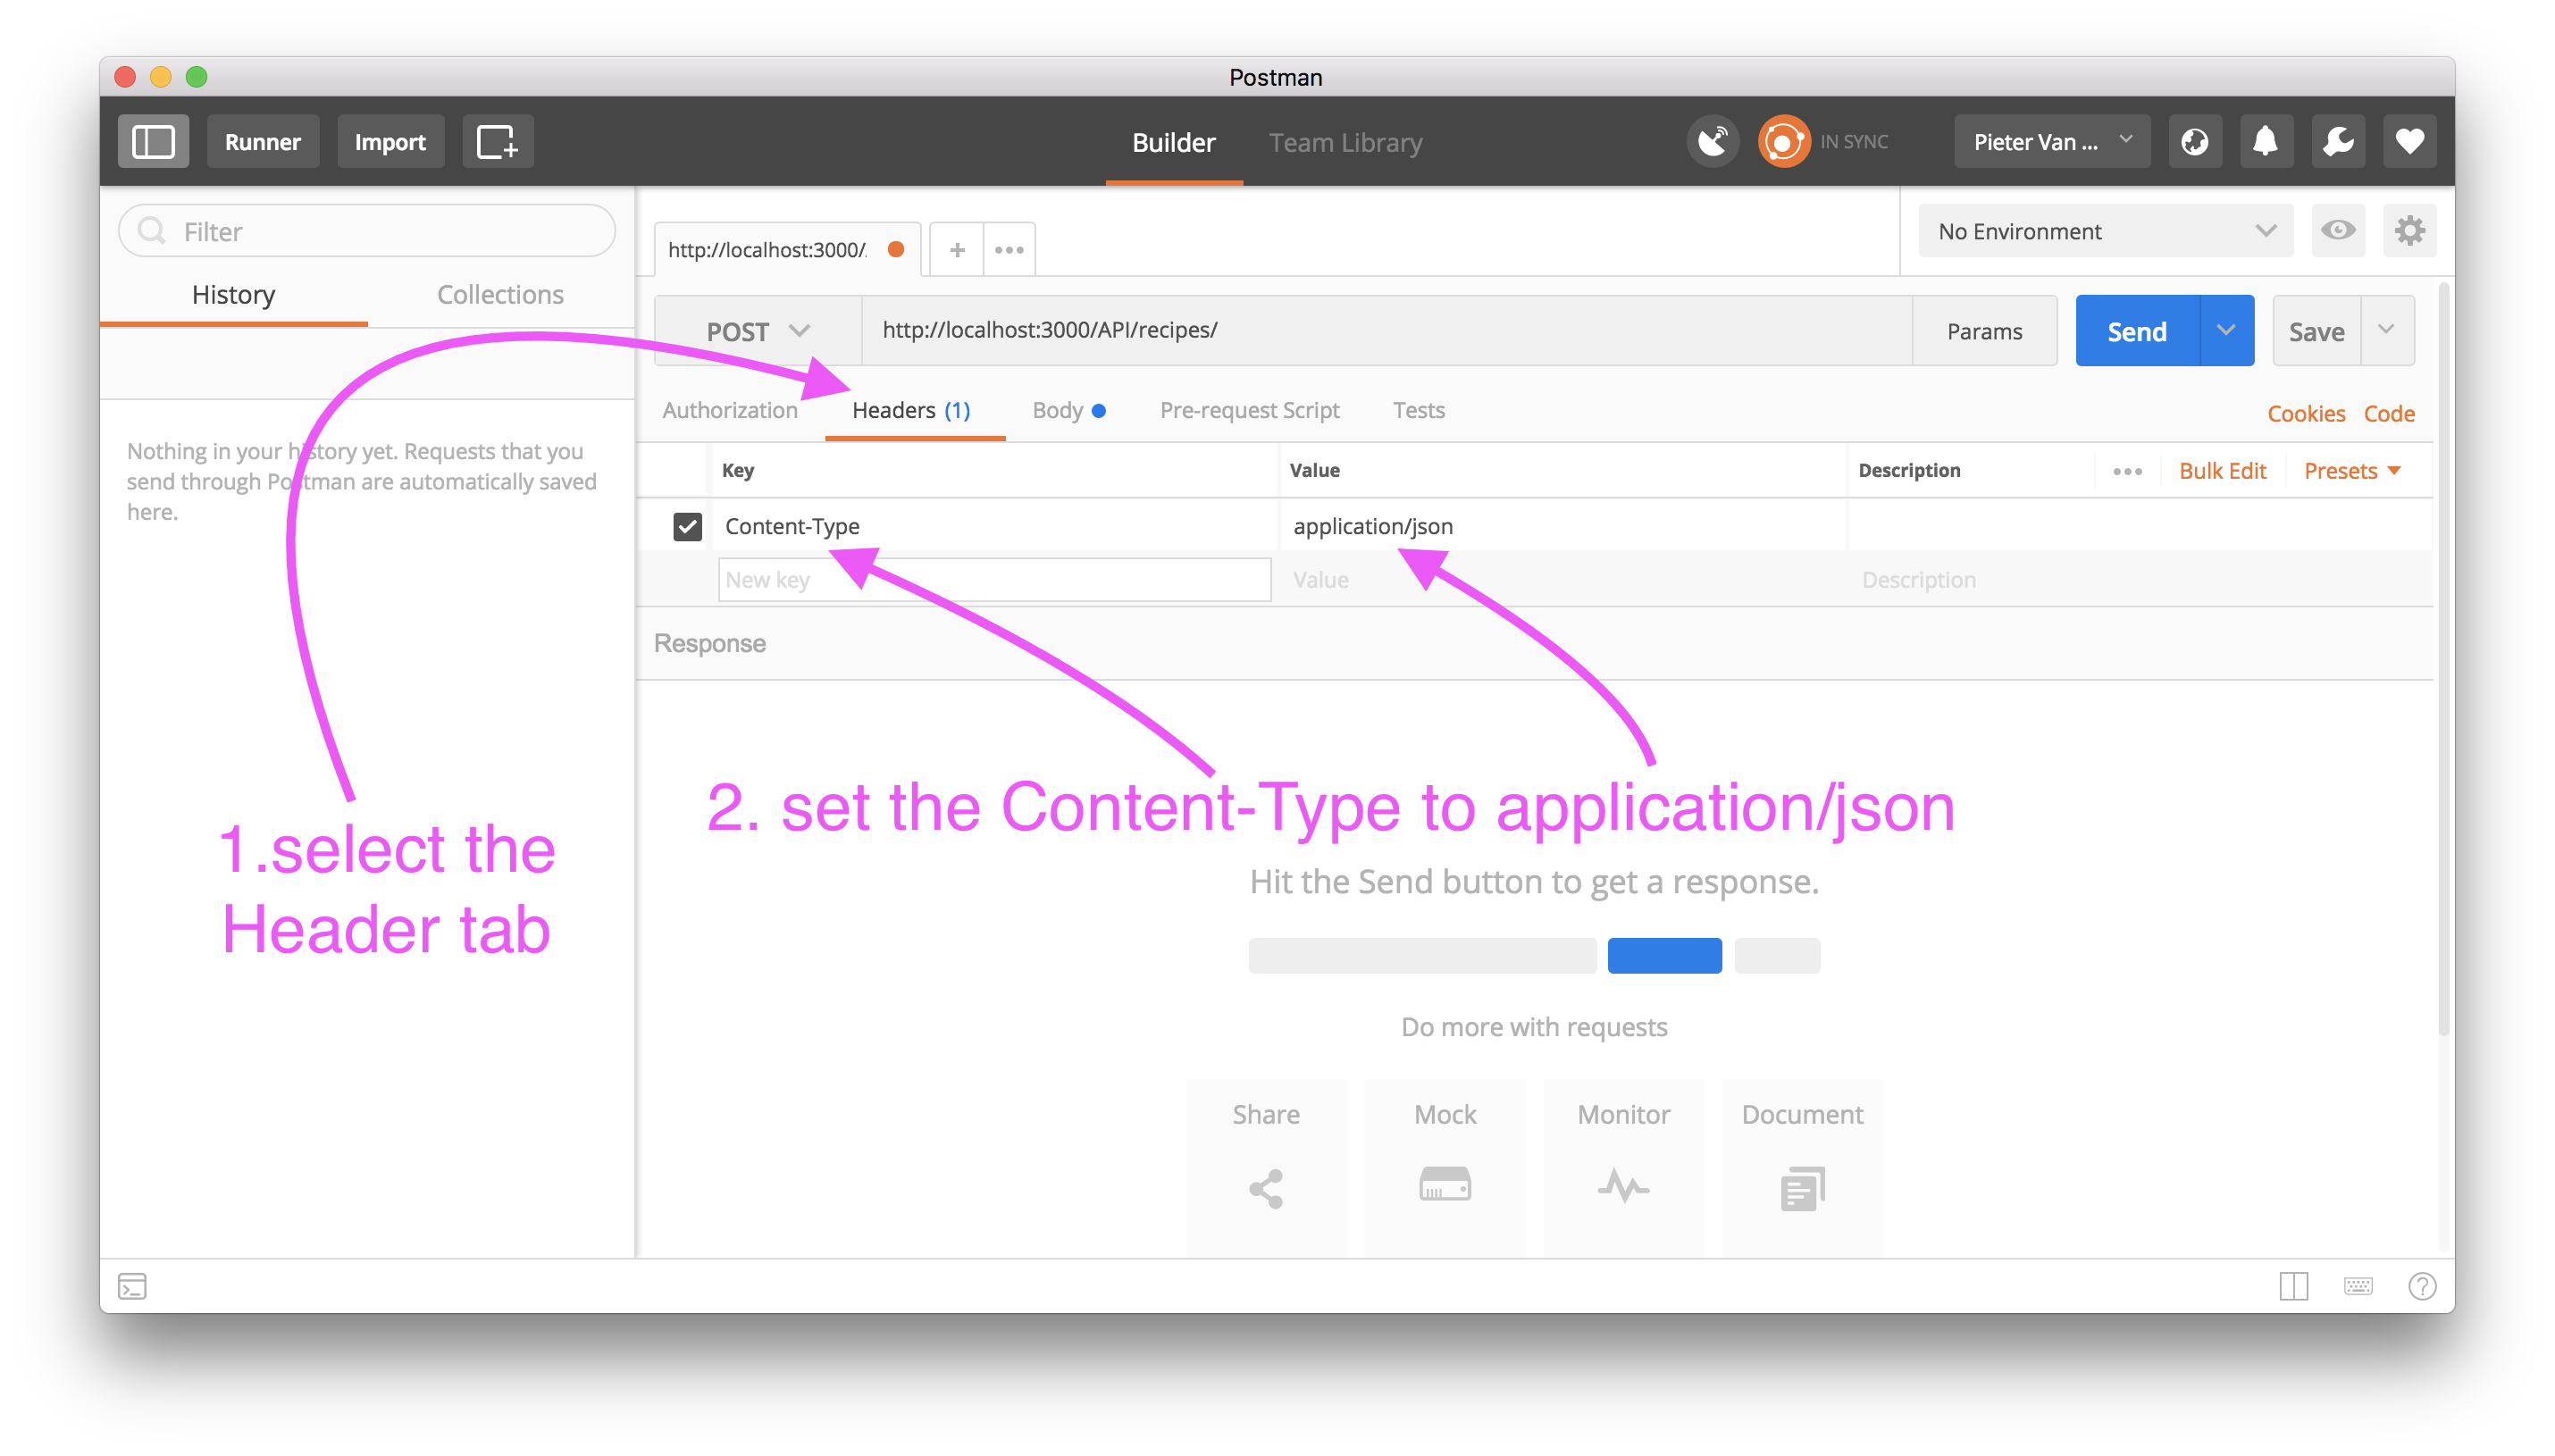 Postman
Runner Import Builder Team Library IN SYNC Pieter Van ...
Filter
History Collections
Nothing in your history yet. Requests that you
send through Postman are automatically saved
here.
http://localhost:3000/. + ••• No Environment
POST http://localhost:3000/API/recipes/ Params Send Save
Authorization Headers (1) Body Pre-request Script Tests Cookies Code
Key Value Description ••• Bulk Edit Presets
Content-Type application/json
New key Value Description
Response
1.select the
Header tab
2. set the Content-Type to application/json
Hit the Send button to get a response.
Do more with requests
Share Mock Monitor Document